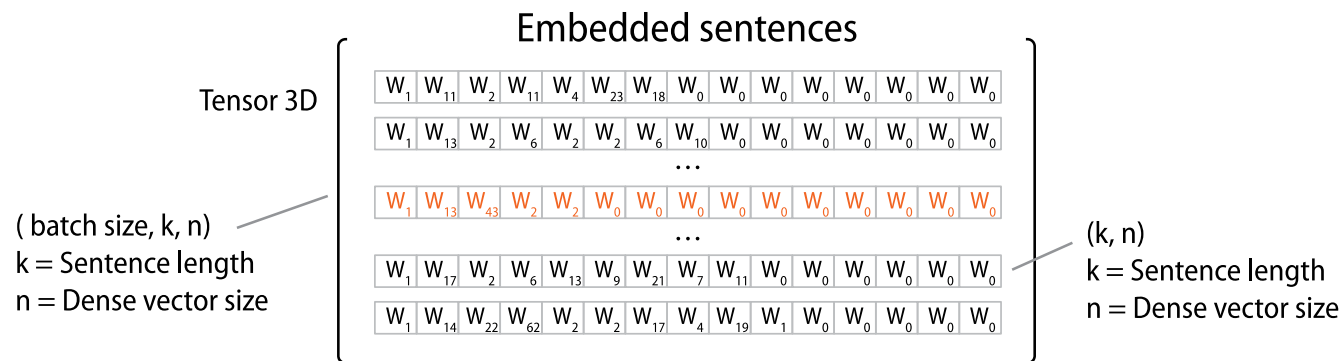 Embedded sentences
Tensor 3D
W₁ W₁₁ W₂ W₁₁ W₄ W₂₃ W₁₈ W₀ W₀ W₀ W₀ W₀ W₀ W₀ W₀
W₁ W₁₃ W₂ W₆ W₂ W₂ W₆ W₁₀ W₀ W₀ W₀ W₀ W₀ W₀ W₀
...
W₁ W₁₃ W₄₃ W₂ W₂ W₀ W₀ W₀ W₀ W₀ W₀ W₀ W₀ W₀ W₀
...
W₁ W₁₇ W₂ W₆ W₁₃ W₉ W₂₁ W₇ W₁₁ W₀ W₀ W₀ W₀ W₀ W₀
W₁ W₁₄ W₂₂ W₆₂ W₂ W₂ W₁₇ W₄ W₁₉ W₁ W₀ W₀ W₀ W₀ W₀
( batch size, k, n)
k = Sentence length
n = Dense vector size
(k, n)
k = Sentence length
n = Dense vector size